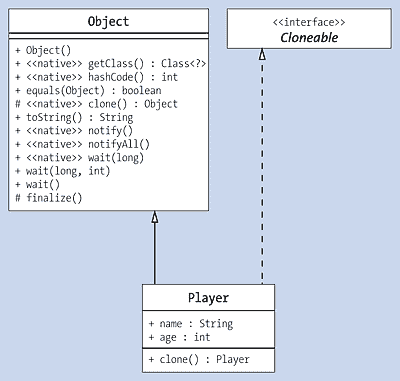 Object
+ Object()
+ <<native>> getClass() : Class<?>
+ <<native>> hashCode() : int
+ equals(Object) : boolean
# <<native>> clone() : Object
+ toString() : String
+ <<native>> notify()
+ <<native>> notifyAll()
+ <<native>> wait(long)
+ wait(long, int)
+ wait()
# finalize()
<<interface>>
Cloneable
Player
+ name : String
+ age : int
+ clone() : Player